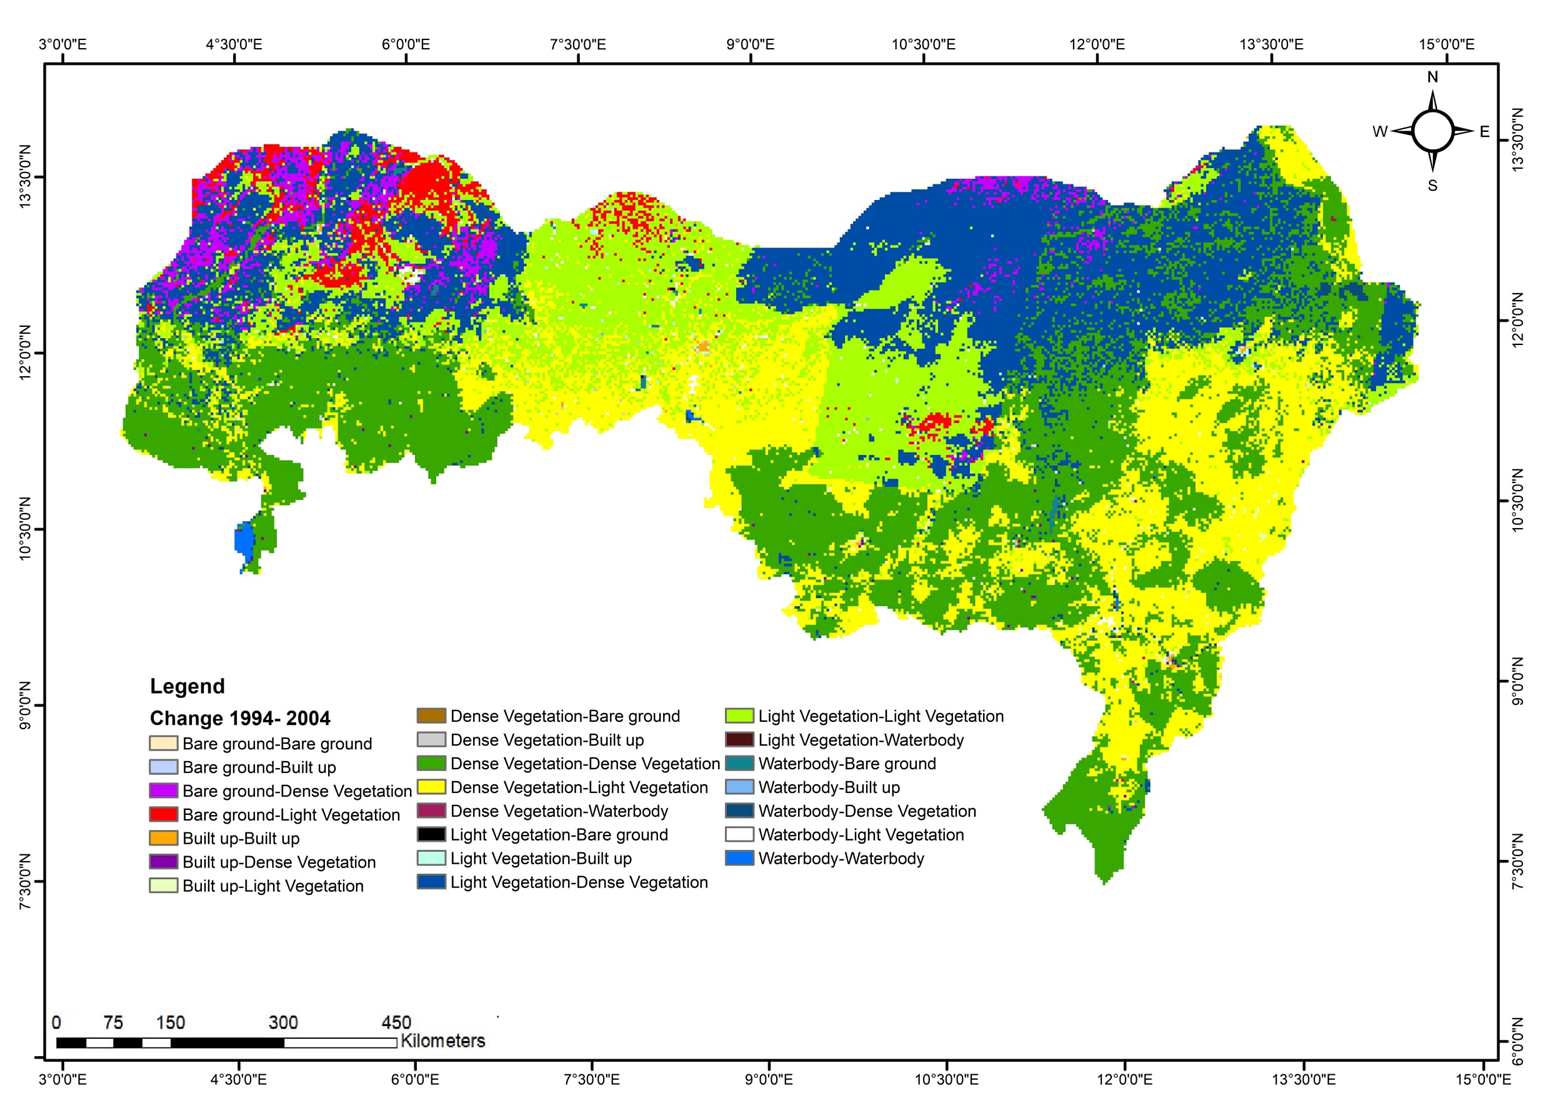 3°0'0"E 4°30'0"E 6°0'0"E 7°30'0"E 9°0'0"E 10°30'0"E 12°0'0"E 13°30'0"E 15°0'0"E
N
W E
S
13°30'0"N
12°0'0"N
10°30'0"N
9°0'0"N
7°30'0"N
13°30'0"N
12°0'0"N
10°30'0"N
9°0'0"N
7°30'0"N
6°0'0"N
Legend
Change 1994- 2004
Bare ground-Bare ground
Bare ground-Built up
Bare ground-Dense Vegetation
Bare ground-Light Vegetation
Built up-Built up
Built up-Dense Vegetation
Built up-Light Vegetation
Dense Vegetation-Bare ground
Dense Vegetation-Built up
Dense Vegetation-Dense Vegetation
Dense Vegetation-Light Vegetation
Dense Vegetation-Waterbody
Light Vegetation-Bare ground
Light Vegetation-Built up
Light Vegetation-Dense Vegetation
Light Vegetation-Light Vegetation
Light Vegetation-Waterbody
Waterbody-Bare ground
Waterbody-Built up
Waterbody-Dense Vegetation
Waterbody-Light Vegetation
Waterbody-Waterbody
0 75 150 300 450
Kilometers
3°0'0"E 4°30'0"E 6°0'0"E 7°30'0"E 9°0'0"E 10°30'0"E 12°0'0"E 13°30'0"E 15°0'0"E